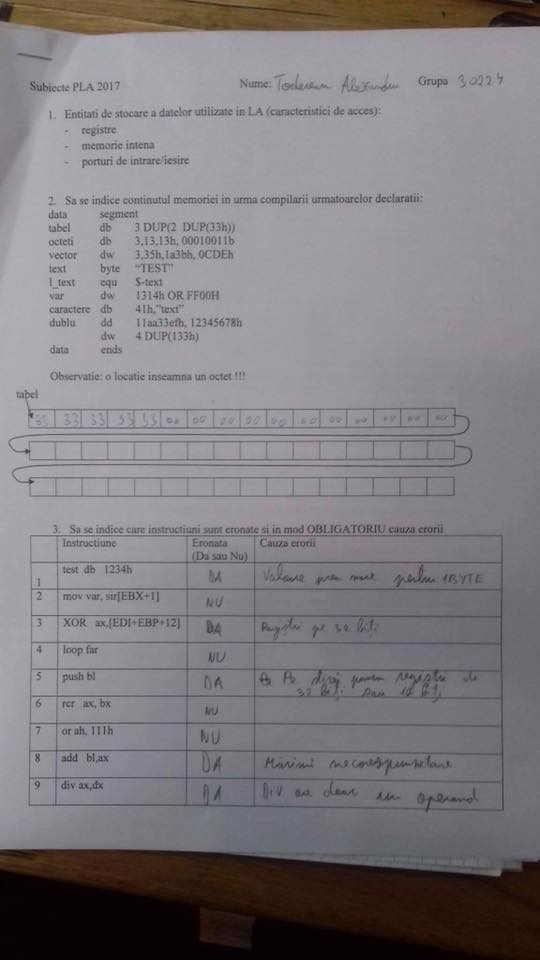 Subiecte PLA 2017 Nume: Alexandru Grupa 30224
1. Entitati de stocare a datelor utilizate in LA (caracteristici de acces):
- registre
- memorie intena
- porturi de intrare/iesire
2. Sa se indice continutul memoriei in urma compilarii urmatoarelor declaratii:
data segment
tabel db 3 DUP(2 DUP(33h))
octeti db 3,13,13h, 00010011b
vector dw 3,35h,1a3bh, 0CDEh
text byte “TEST”
l_text equ $-text
var dw 1314h OR FF00H
caractere db 41h,”text”
dublu dd 11aa33efh, 12345678h
dw 4 DUP(133h)
data ends
Observatie: o locatie inseamna un octet !!!
tabel
33 33 33 33 33 00 00 00 00 00 00 00 00 00 00 00
3. Sa se indice care instructiuni sunt eronate si in mod OBLIGATORIU cauza erorii
Instructiune Eronata Cauza erorii
(Da sau Nu)
1 test db 1234h DA Valoare prea mare pentru 1BYTE
2 mov var, sir[EBX+1] NU
3 XOR ax,[EDI+EBP+12] DA Regiștri pe 32 biți
4 loop far NU
5 push bl DA Pe stivă punem regiștri de
32 biți sau 16 biți
6 rcr ax, bx NU
7 or ah, 111h NU
8 add bl,ax DA Mărimi necorespunzătoare
9 div ax,dx DA DIV are doar un operand